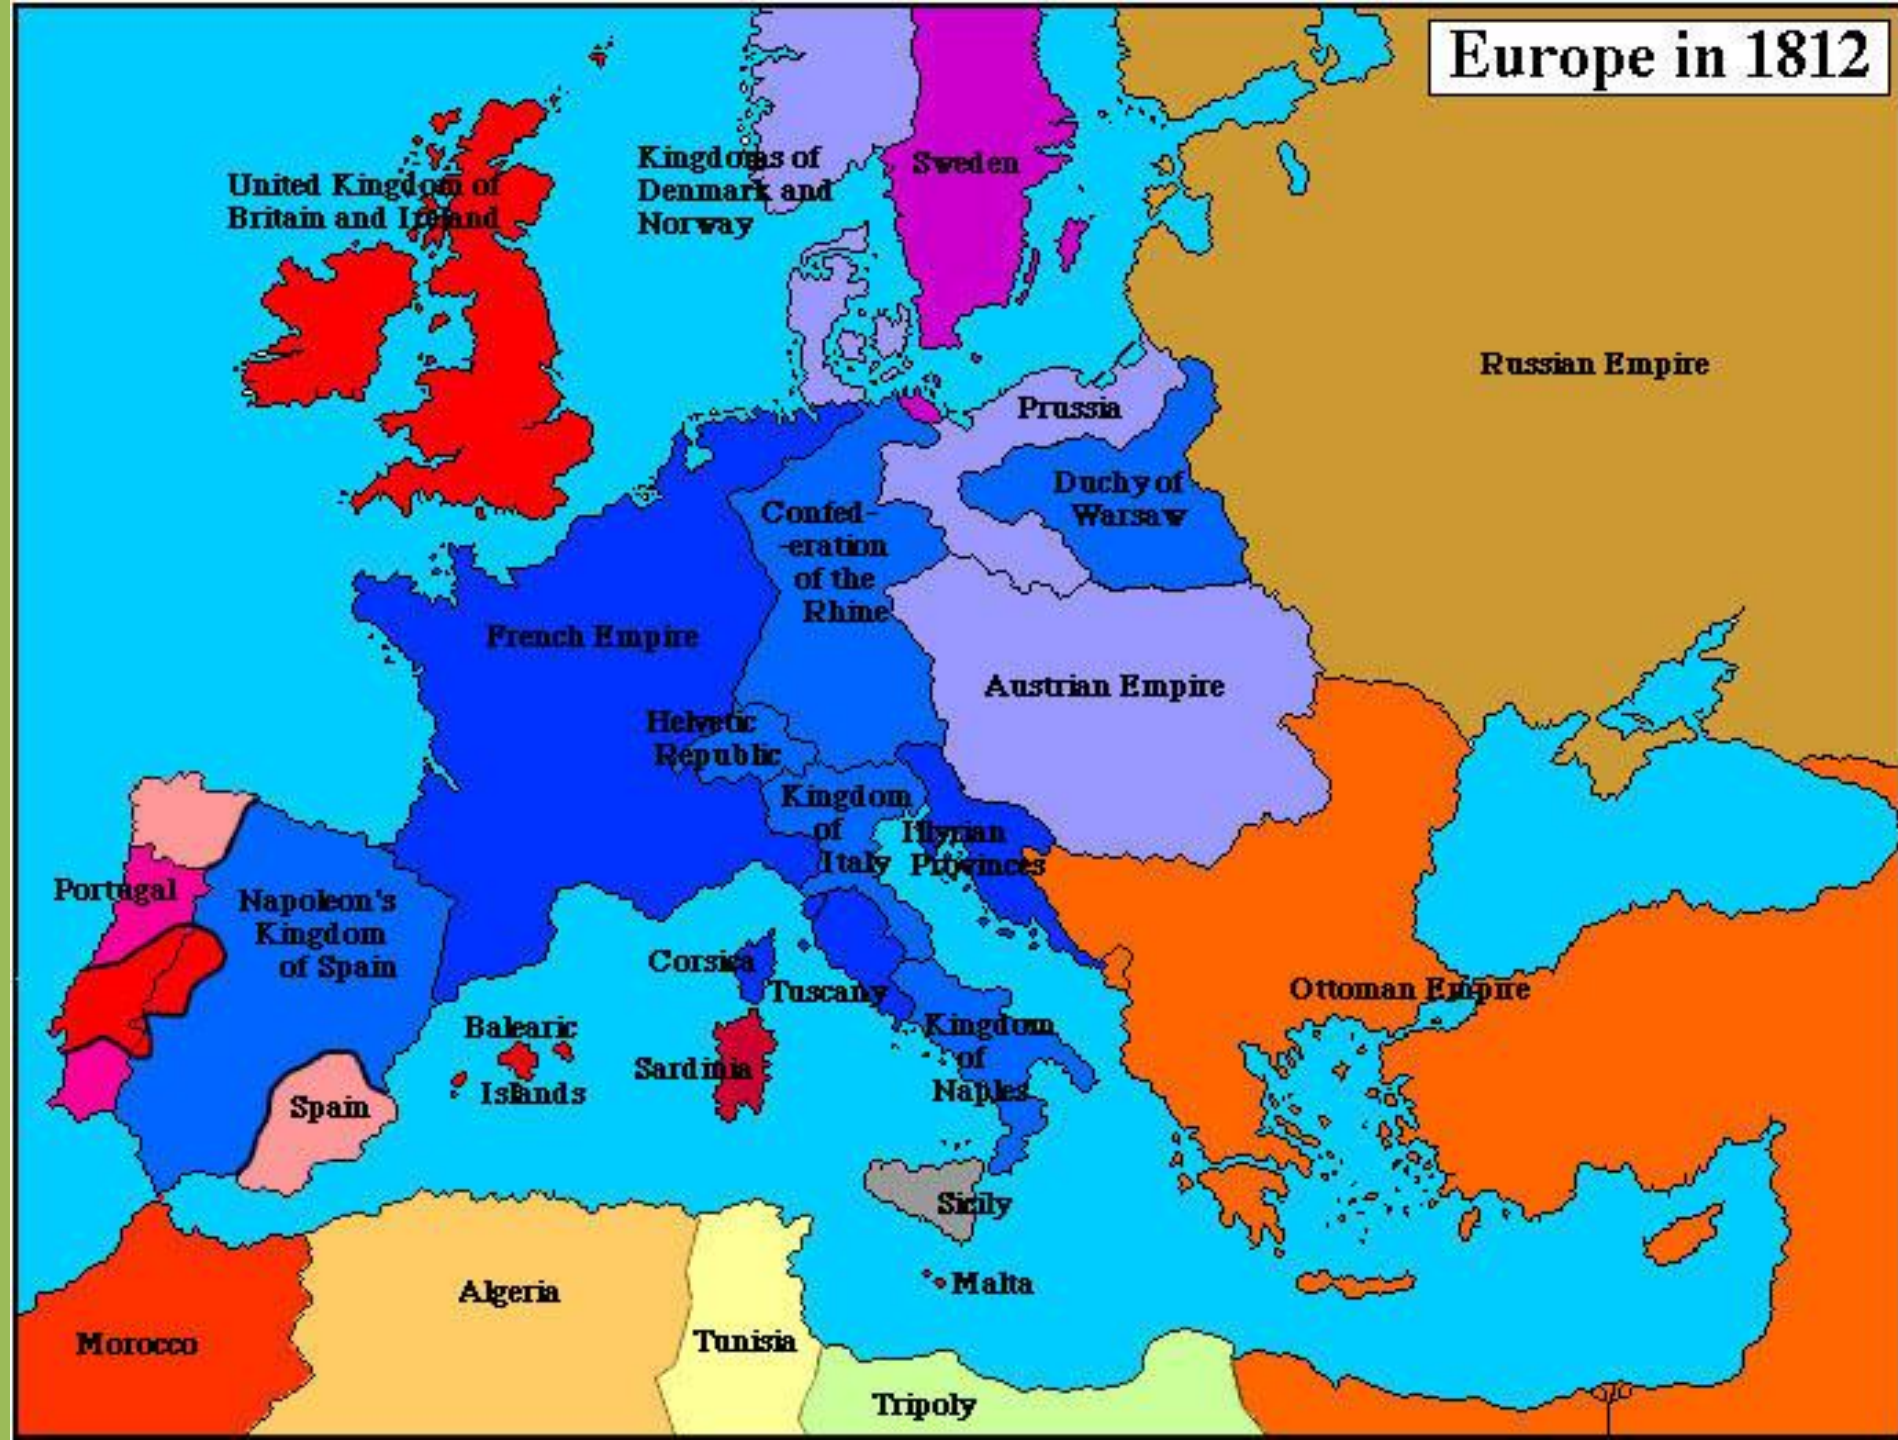 Europe in 1812
United Kingdom of
Britain and Ireland
Kingdoms of
Denmark and
Norway
Sweden
Russian Empire
Prussia
Duchy of
Warsaw
Confed-
-eration
of the
Rhine
French Empire
Austrian Empire
Helvetic
Republic
Kingdom
of
Italy
Illyrian
Provinces
Portugal
Napoleon's
Kingdom
of Spain
Corsica
Tuscany
Ottoman Empire
Balearic
Islands
Sardinia
Kingdom
of
Naples
Spain
Sicily
Malta
Algeria
Morocco
Tunisia
Tripoly